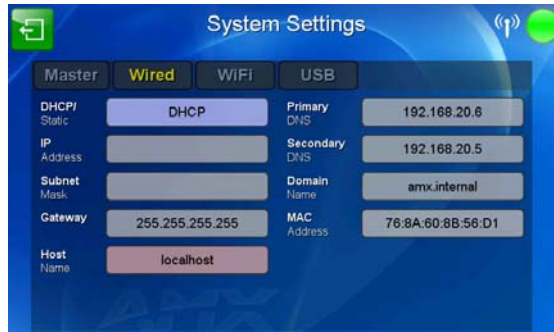 System Settings
Master Wired WiFi USB
DHCP/
Static
DHCP
Primary
DNS
192.168.20.6
IP
Address
Secondary
DNS
192.168.20.5
Subnet
Mask
Domain
Name
amx.internal
Gateway
255.255.255.255
MAC
Address
76:8A:60:8B:56:D1
Host
Name
localhost
AMX